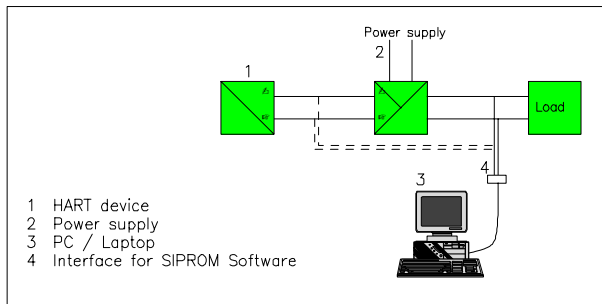 Power supply
2
1
Load
4
3
1 HART device
2 Power supply
3 PC / Laptop
4 Interface for SIPROM Software